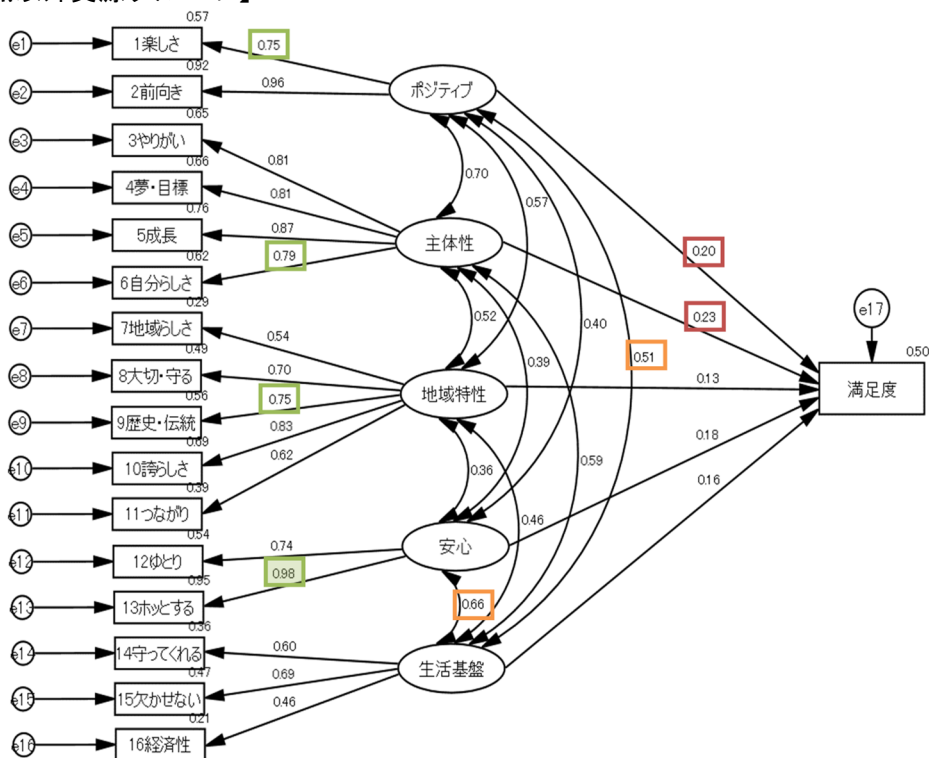 0.57
e1
1楽しさ
0.75
0.92
e2
2前向き
0.96
ポジティブ
0.65
e3
3やりがい
0.81
0.66
e4
4夢・目標
0.81
0.76
e5
5成長
0.87
主体性
0.62
e6
6自分らしさ
0.79
0.29
e7
7地域らしさ
0.54
0.49
e8
8大切・守る
0.70
地域特性
0.56
e9
9歴史・伝統
0.75
0.69
e10
10誇らしさ
0.83
0.39
e11
11つながり
0.62
0.54
e12
12ゆとり
0.74
安心
0.95
e13
13ホッとする
0.98
0.36
e14
14守ってくれる
0.60
生活基盤
0.47
e15
15欠かせない
0.69
0.21
e16
16経済性
0.46
0.70
0.57
0.52
0.39
0.40
0.51
0.36
0.59
0.46
0.66
0.20
0.23
0.13
0.18
0.16
e17
0.50
満足度